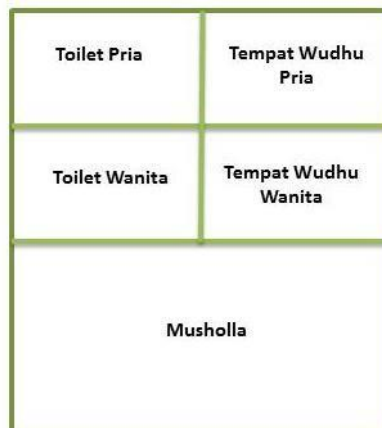 Toilet Pria
Tempat Wudhu
Pria
Toilet Wanita
Tempat Wudhu
Wanita
Musholla